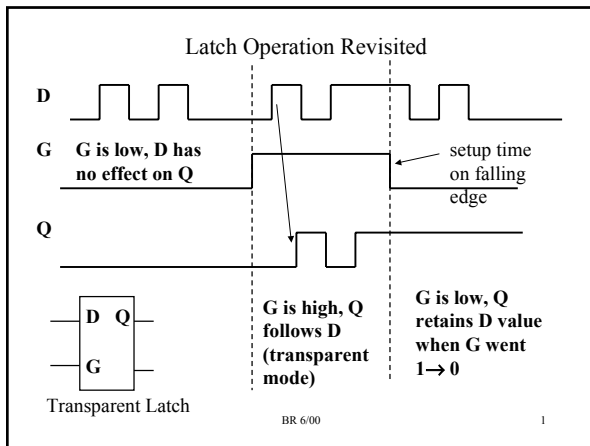 Latch Operation Revisited
D
G
G is low, D has
no effect on Q
setup time
on falling
edge
Q
D Q
G
Transparent Latch
G is high, Q
follows D
(transparent
mode)
G is low, Q
retains D value
when G went
1→ 0
BR 6/00
1